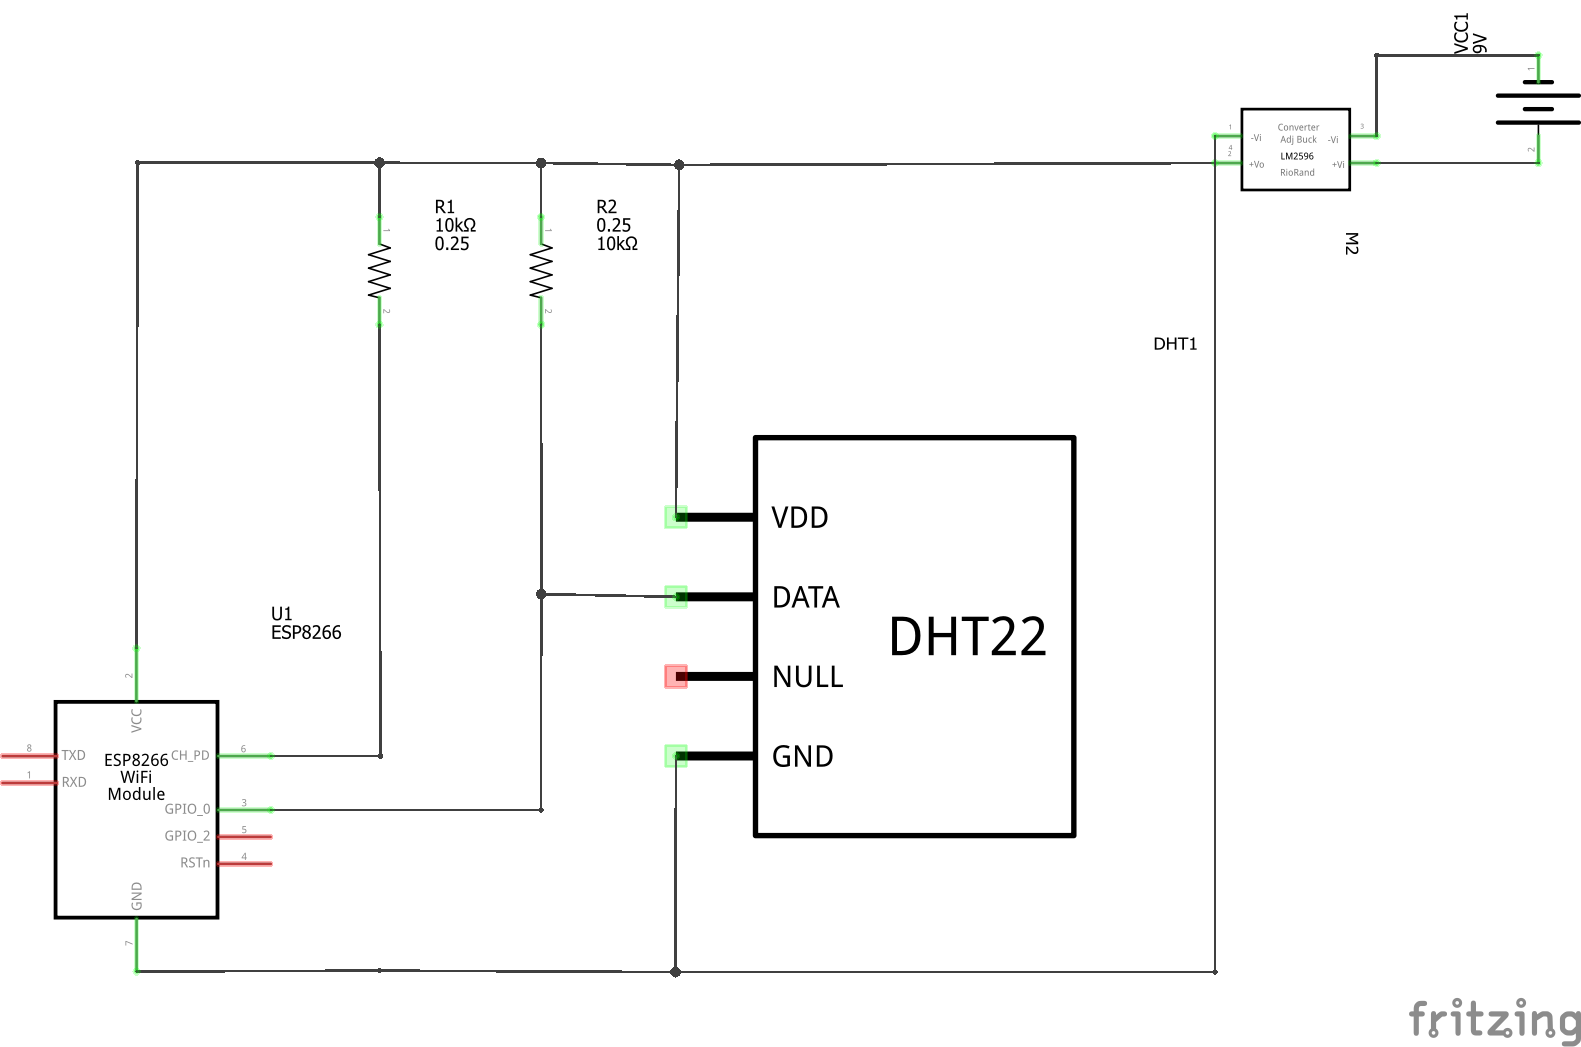 VCC1
9V
1
2
1
-Vi
4
2
+Vo
Converter
Adj Buck
LM2596
RioRand
3
-Vi
+Vi
M2
R1
10kΩ
0.25
1
2
R2
0.25
10kΩ
1
2
DHT1
VDD
DATA
NULL
GND
DHT22
U1
ESP8266
2
VCC
8
TXD
1
RXD
ESP8266
WiFi
Module
CH_PD
6
GPIO_0
3
GPIO_2
5
RSTn
4
GND
7
fritzing